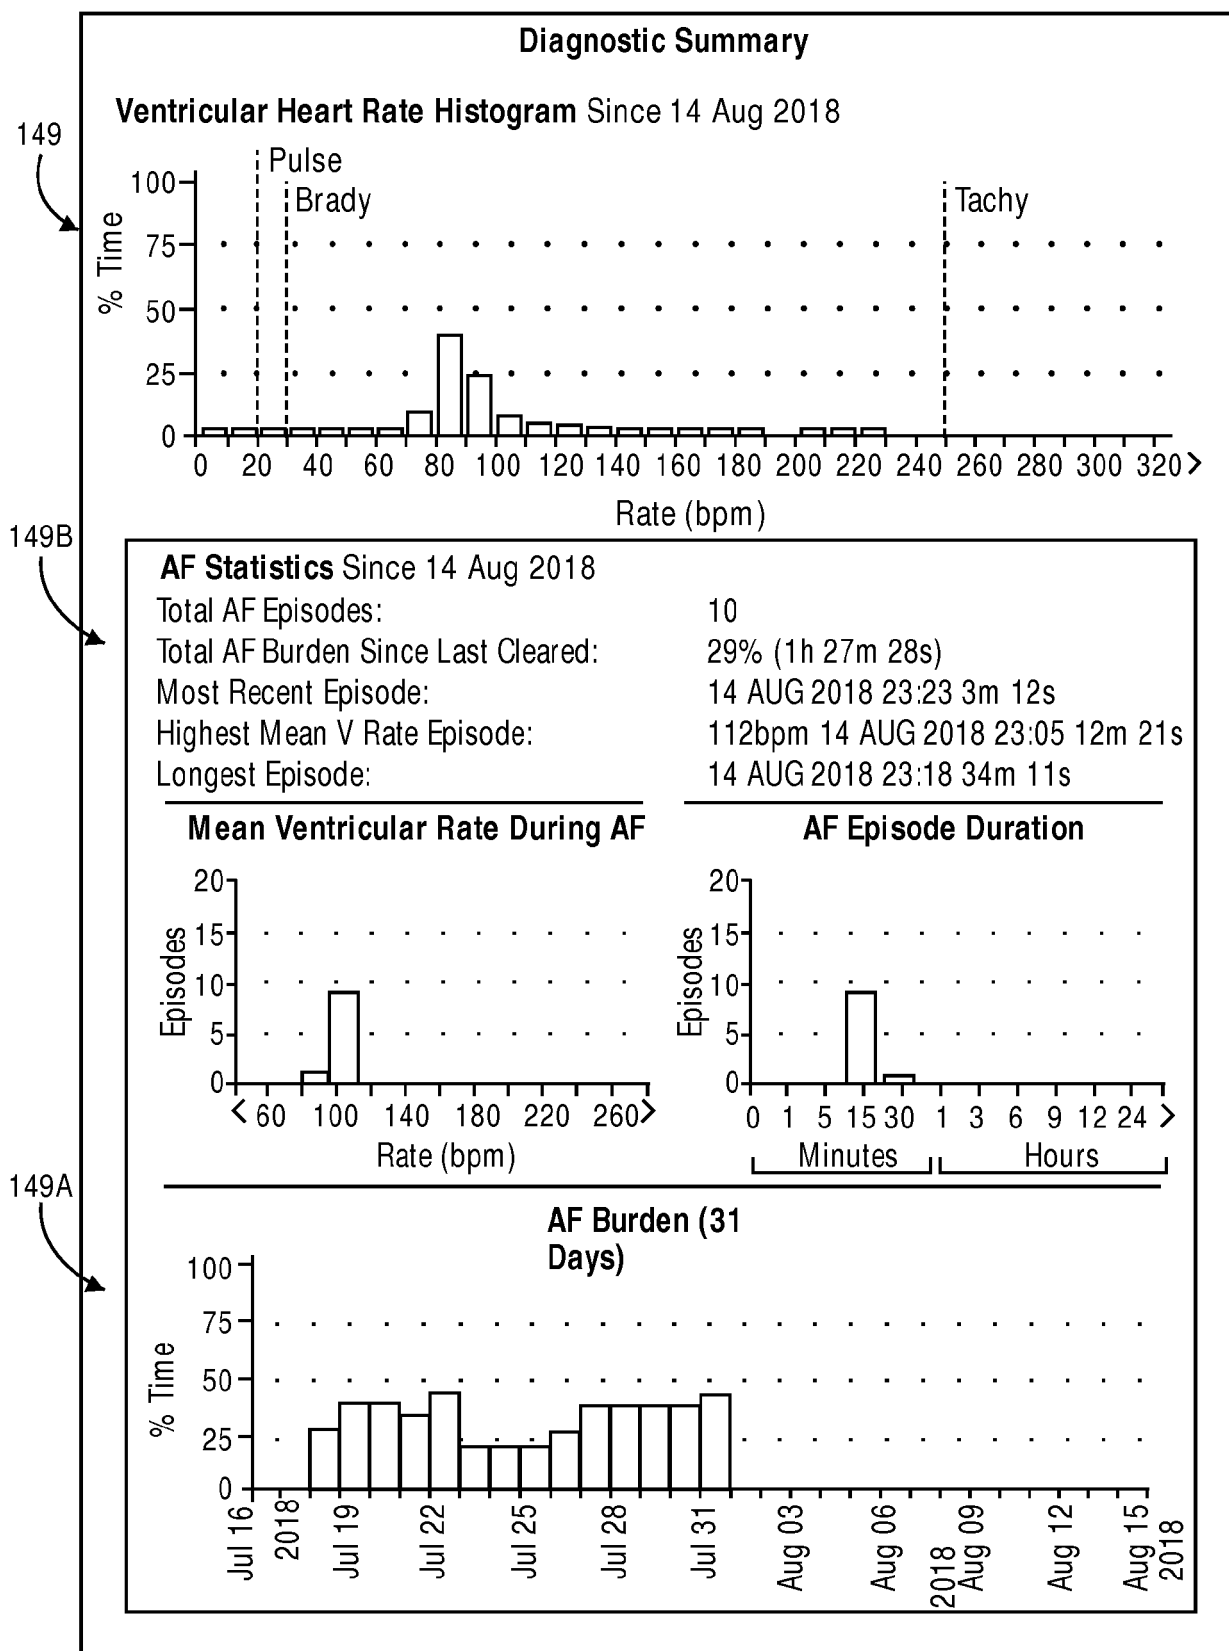 Diagnostic Summary
Ventricular Heart Rate Histogram Since 14 Aug 2018
149
Pulse
Brady
Tachy
% Time
100
75
50
25
0
0 20 40 60 80 100 120 140 160 180 200 220 240 260 280 300 320 >
Rate (bpm)
149B
AF Statistics Since 14 Aug 2018
Total AF Episodes: 10
Total AF Burden Since Last Cleared: 29% (1h 27m 28s)
Most Recent Episode: 14 AUG 2018 23:23 3m 12s
Highest Mean V Rate Episode: 112bpm 14 AUG 2018 23:05 12m 21s
Longest Episode: 14 AUG 2018 23:18 34m 11s
Mean Ventricular Rate During AF
Episodes
20
15
10
5
0
< 60 100 140 180 220 260 >
Rate (bpm)
AF Episode Duration
Episodes
20
15
10
5
0
0 1 5 15 30 1 3 6 9 12 24 >
Minutes Hours
149A
AF Burden (31
Days)
% Time
100
75
50
25
0
Jul 16
2018
Jul 19
Jul 22
Jul 25
Jul 28
Jul 31
Aug 03
Aug 06
2018
Aug 09
Aug 12
Aug 15
2018